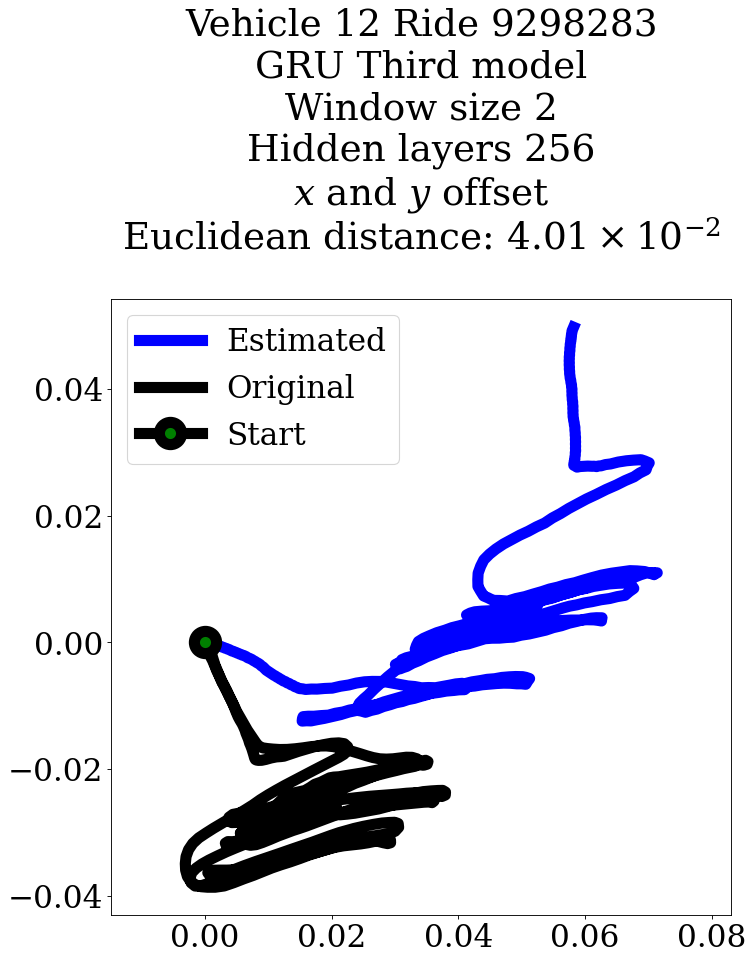 Vehicle 12 Ride 9298283
GRU Third model
Window size 2
Hidden layers 256
x and y offset
Euclidean distance: 4.01 × 10⁻²
Estimated
Original
Start
0.04
0.02
0.00
−0.02
−0.04
0.00 0.02 0.04 0.06 0.08